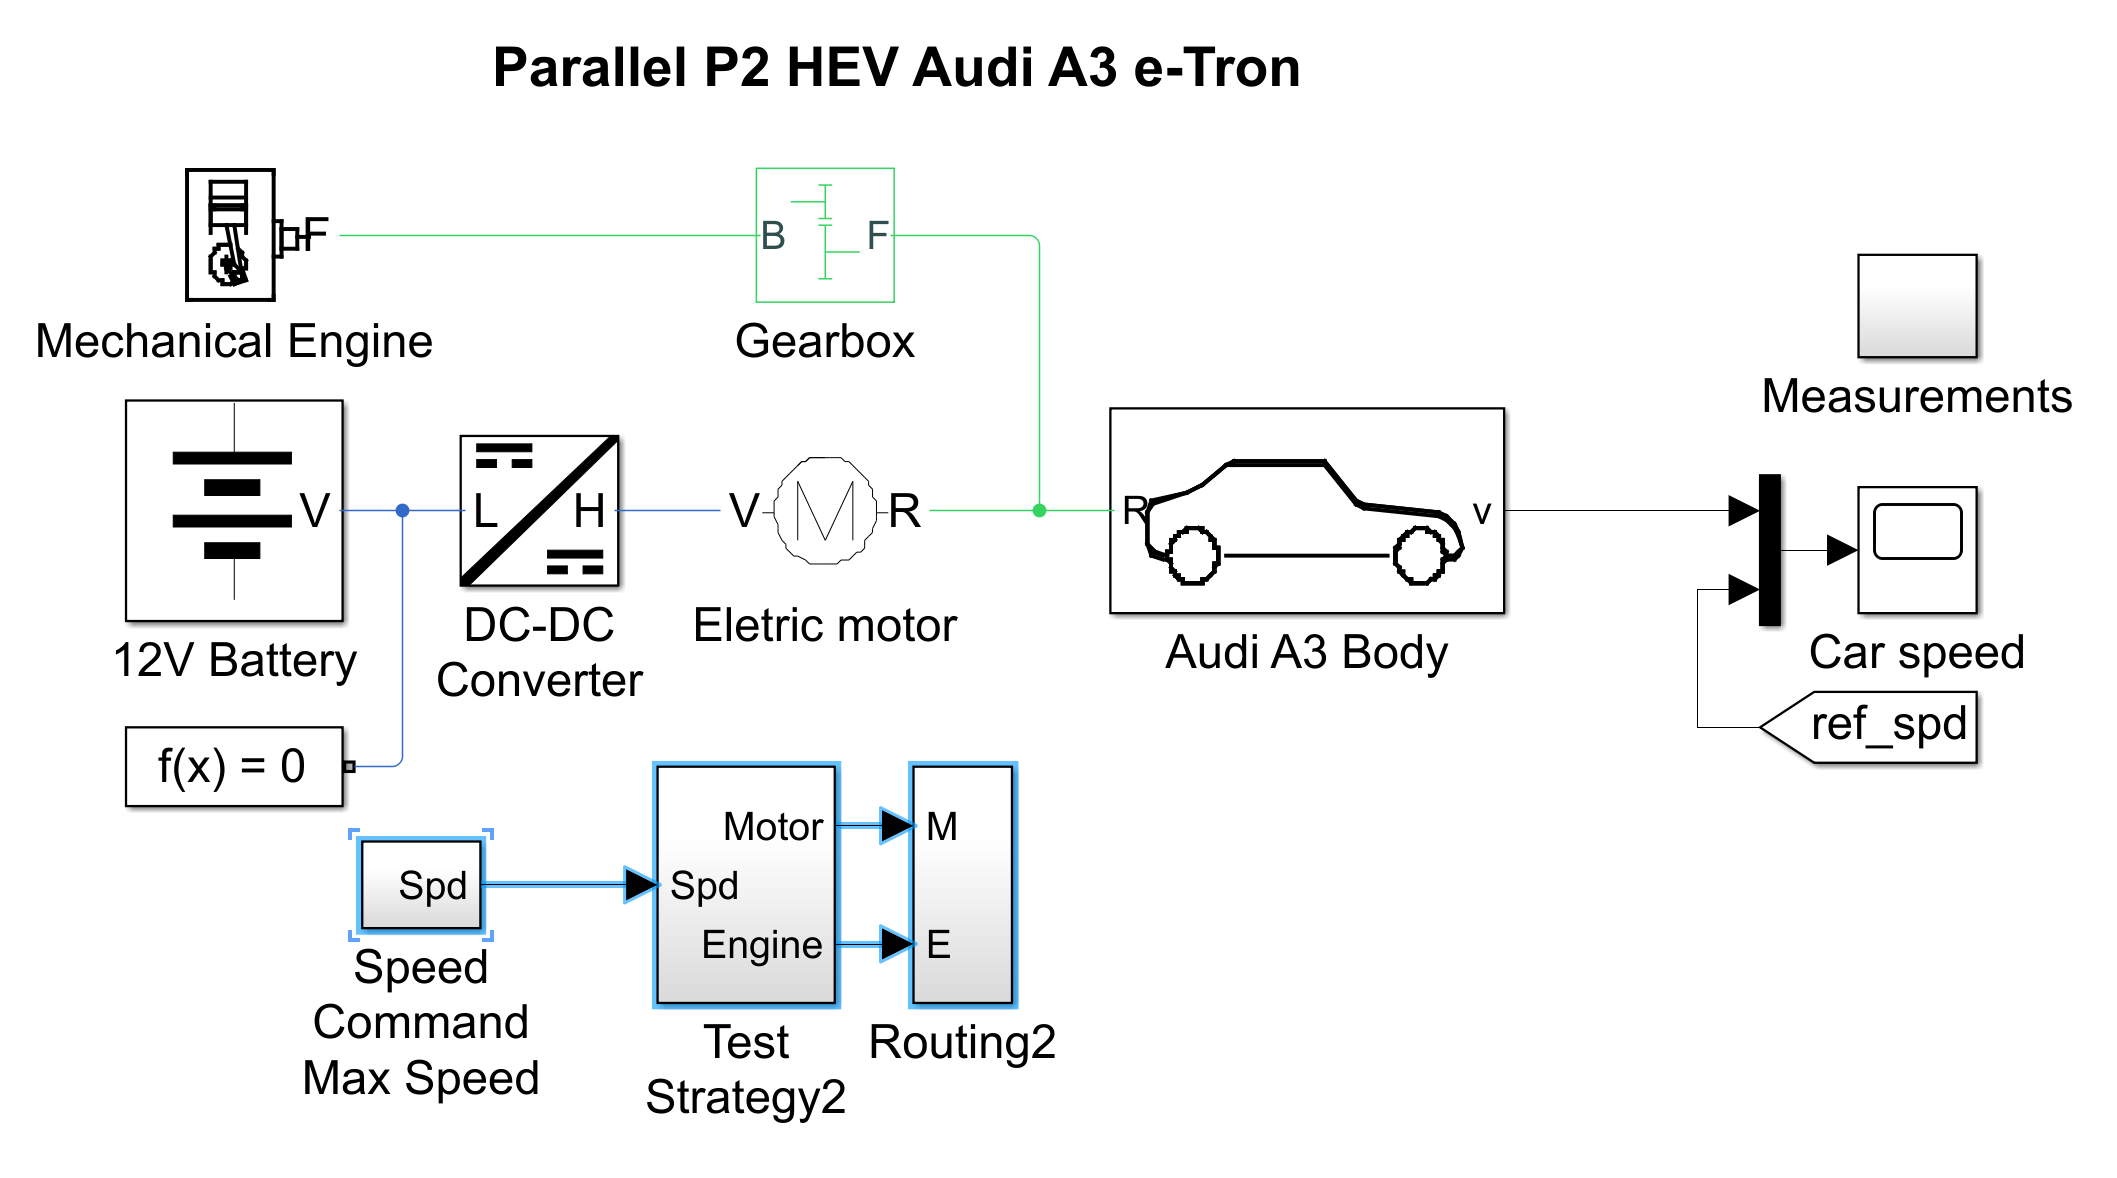 Parallel P2 HEV Audi A3 e-Tron
F
Mechanical Engine
B
F
Gearbox
Measurements
V
12V Battery
L
H
DC-DC
Converter
V
M
R
Eletric motor
R
v
Audi A3 Body
Car speed
ref_spd
f(x) = 0
Spd
Speed
Command
Max Speed
Motor
Spd
Engine
Test
Strategy2
M
E
Routing2